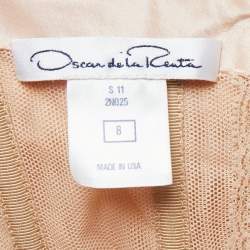 Oscar de la Renta
S 11
2N025
8
MADE IN USA